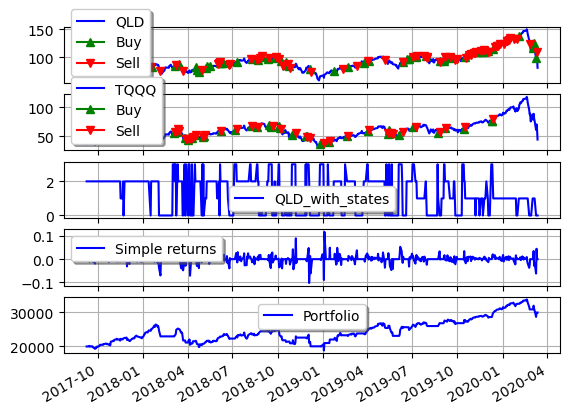 QLD
Buy
Sell
150
100
TQQQ
Buy
Sell
100
50
QLD_with_states
2
0
Simple returns
0.1
0.0
−0.1
Portfolio
30000
20000
2017-10 2018-01 2018-04 2018-07 2018-10 2019-01 2019-04 2019-07 2019-10 2020-01 2020-04